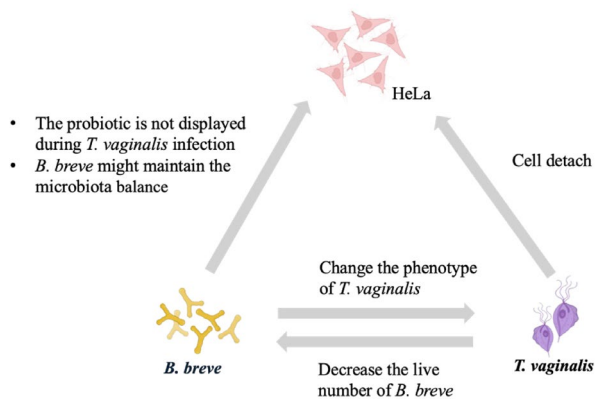 HeLa
• The probiotic is not displayed
during T. vaginalis infection
• B. breve might maintain the
microbiota balance
Cell detach
Change the phenotype
of T. vaginalis
Decrease the live
number of B. breve
B. breve
T. vaginalis